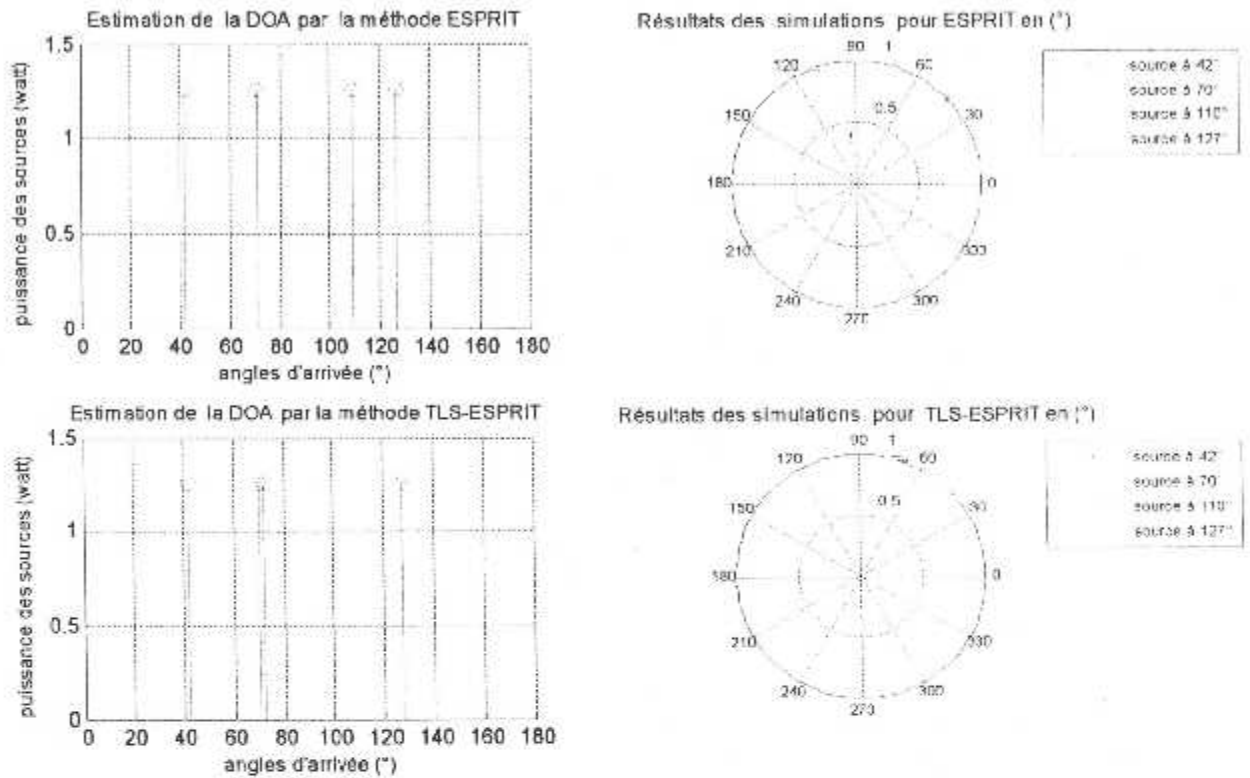 Estimation de la DOA par la méthode ESPRIT
puissance des sources (watt)
1.5
1
0.5
0
0 20 40 60 80 100 120 140 160 180
angles d'arrivée (°)
Résultats des simulations pour ESPRIT en (°)
90 1
120 60
0.5
150 30
180 0
210
240 300
270
source à 42°
source à 70°
source à 110°
source à 127°
Estimation de la DOA par la méthode TLS-ESPRIT
puissance des sources (watt)
1.5
1
0.5
0
0 20 40 60 80 100 120 140 160 180
angles d'arrivée (°)
Résultats des simulations pour TLS-ESPRIT en (°)
90 1
120 60
0.5
150 30
180 0
210 330
240 300
270
source à 42°
source à 70°
source à 110°
source à 127°